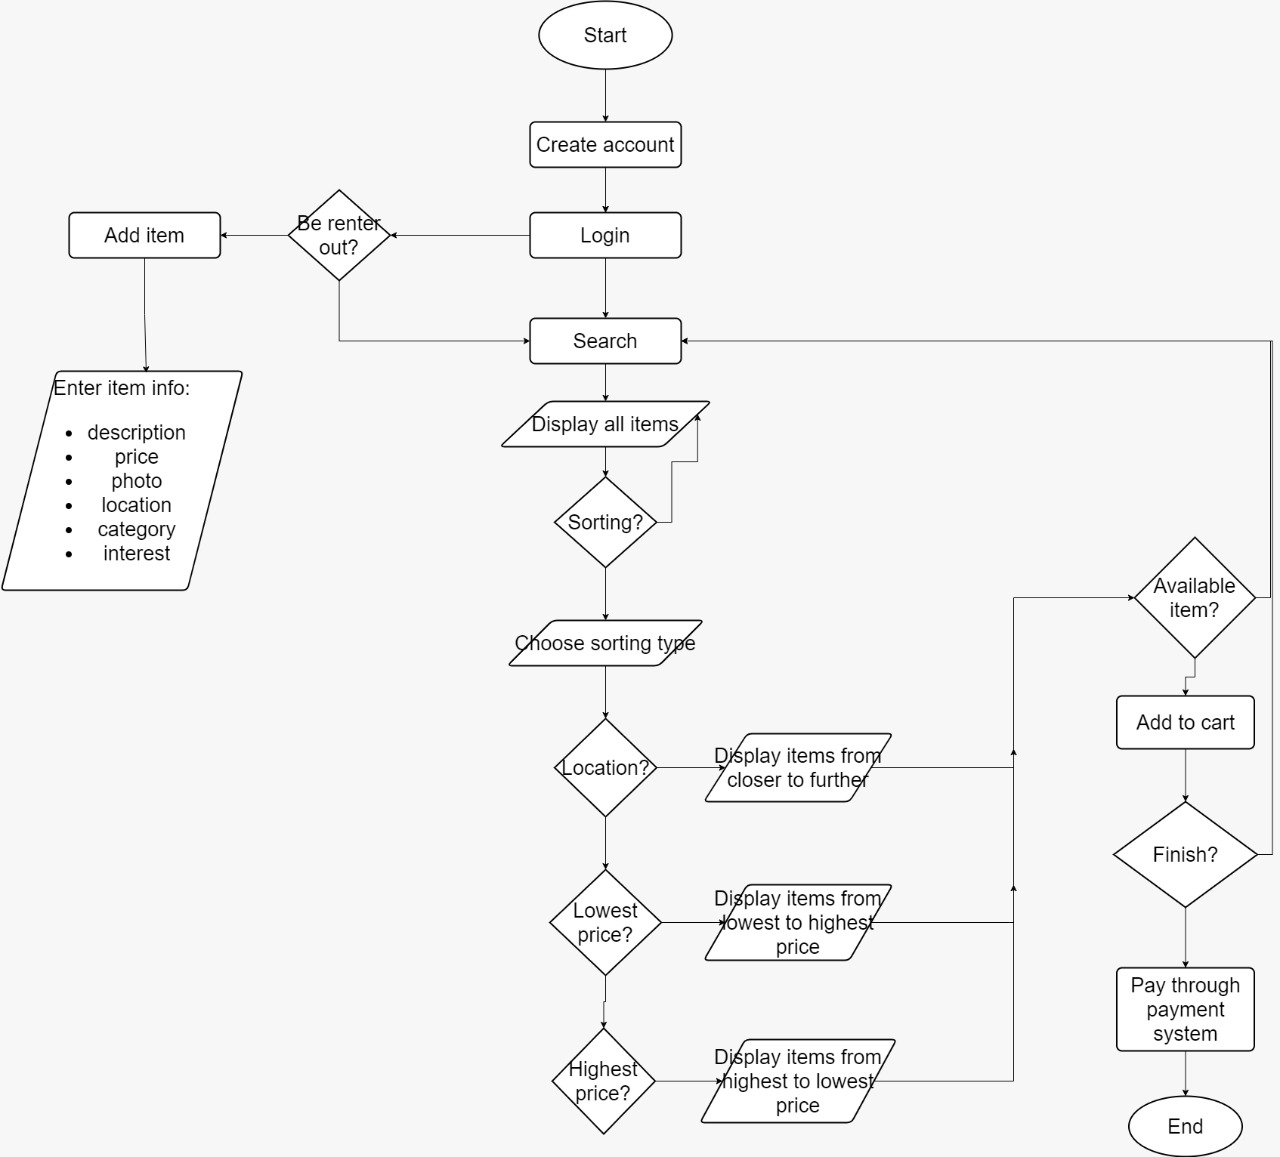 Start
Create account
Login
Be renter
out?
Add item
Enter item info:
• description
• price
• photo
• location
• category
• interest
Search
Display all items
Sorting?
Choose sorting type
Location?
Display items from
closer to further
Lowest
price?
Display items from
lowest to highest
price
Highest
price?
Display items from
highest to lowest
price
Available
item?
Add to cart
Finish?
Pay through
payment
system
End